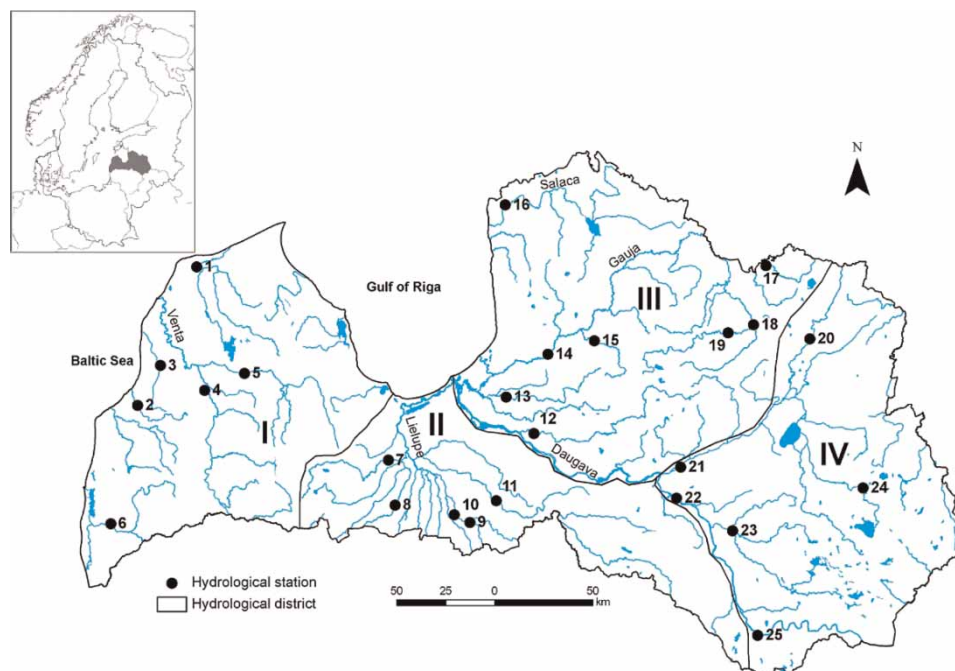 N
Salaca
16
Gauja
17
1
Gulf of Riga
III
Venta
18
19
20
15
14
Baltic Sea
3
5
4
2
13
I
II
12
Lielupe
Daugava
IV
7
21
22
24
8
11
10
9
23
6
Hydrological station
Hydrological district
50
0
50
km
25